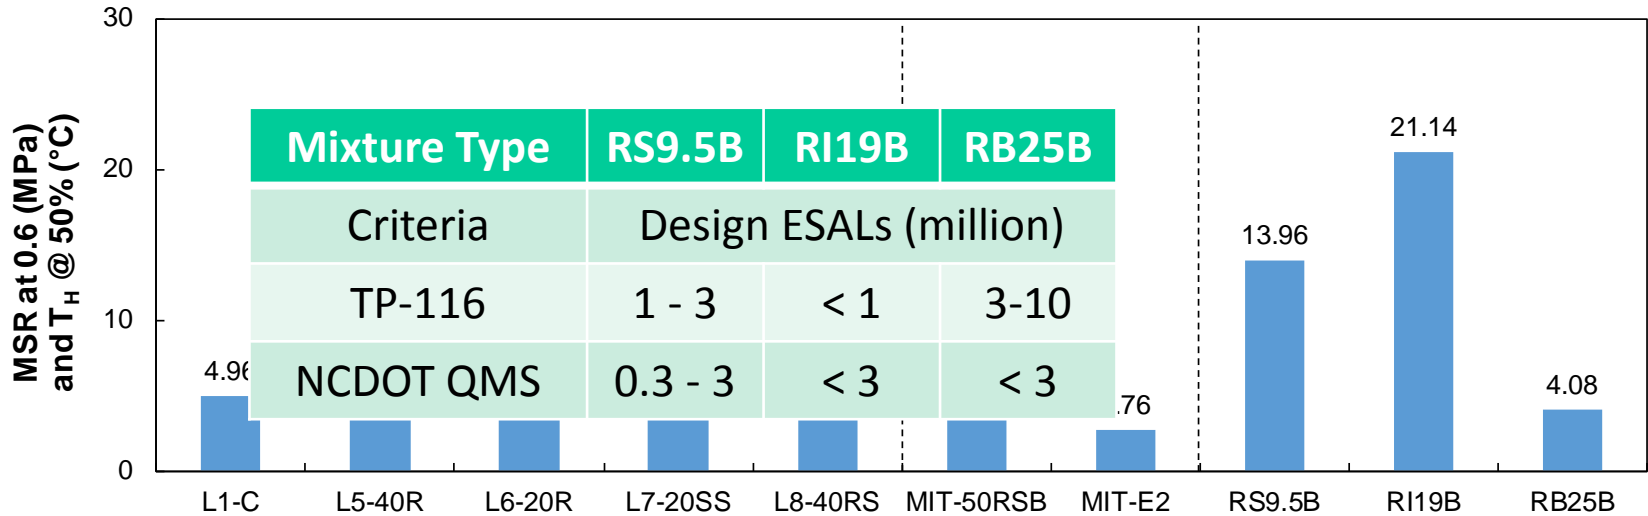 30
20
10
0
MSR at 0.6 (MPa)
and T_H @ 50% (°C)
Mixture Type RS9.5B RI19B RB25B
Criteria Design ESALs (million)
TP-116 1 - 3 < 1 3-10
NCDOT QMS 0.3 - 3 < 3 < 3
4.96
.76
13.96
21.14
4.08
L1-C L5-40R L6-20R L7-20SS L8-40RS MIT-50RSB MIT-E2 RS9.5B RI19B RB25B